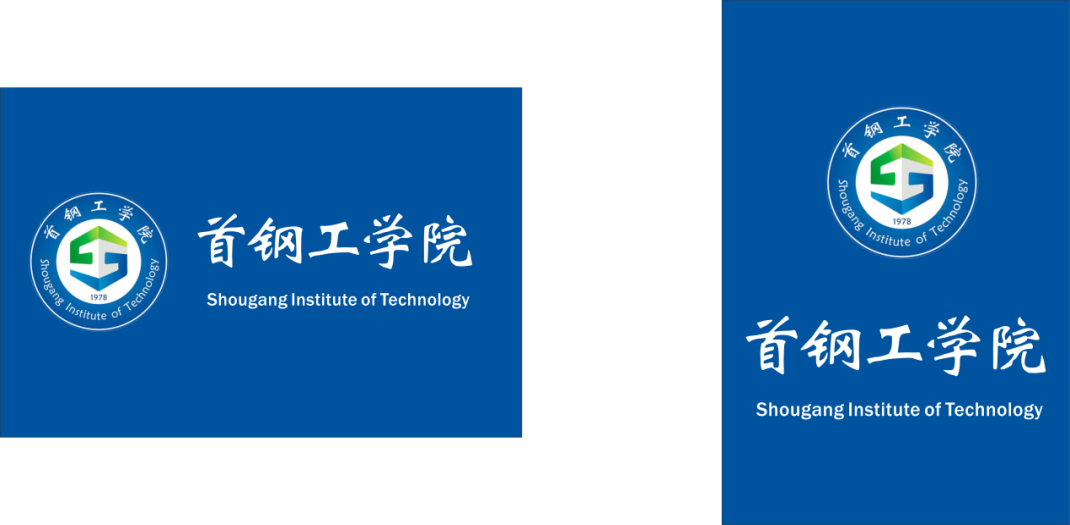 首钢工学院
SG
1978
Shougang Institute of Technology
首钢工学院
Shougang Institute of Technology
首钢工学院
SG
1978
Shougang Institute of Technology
首钢工学院
Shougang Institute of Technology